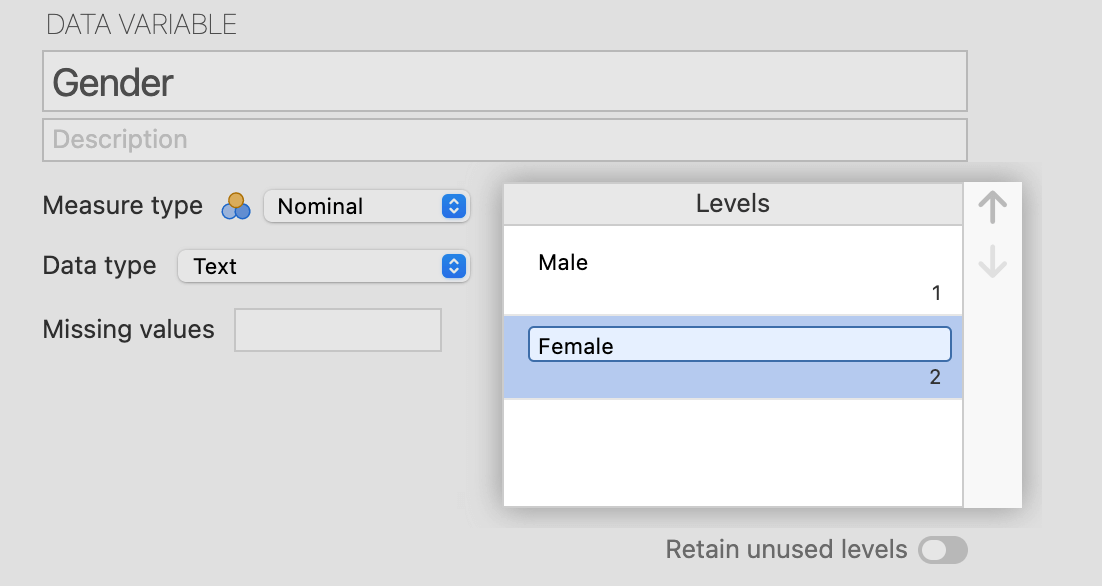 DATA VARIABLE
Gender
Description
Measure type Nominal
Data type Text
Missing values
Levels
Male
1
Female
2
Retain unused levels